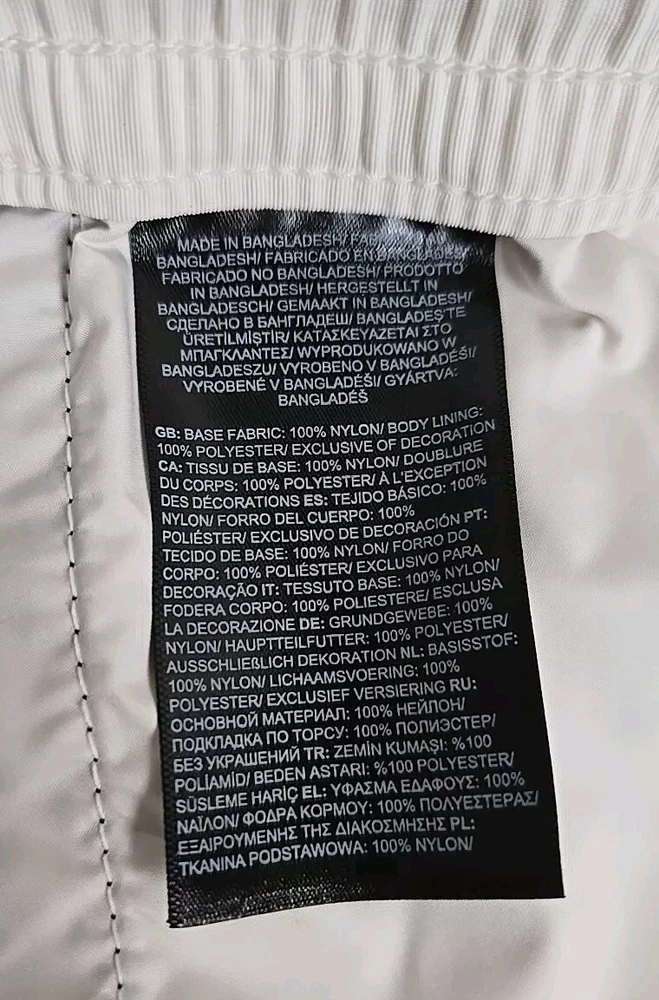 MADE IN BANGLADESH/ FABRIQUÉ AU
BANGLADESH/ FABRICADO EN BANGLADESH/
FABRICADO NO BANGLADESH/ PRODOTTO
IN BANGLADESH/ HERGESTELLT IN
BANGLADESCH/ GEMAAKT IN BANGLADESH/
СДЕЛАНО В БАНГЛАДЕШ/ BANGLADEŞ'TE
ÜRETİLMİŞTİR/ ΚΑΤΑΣΚΕΥΑΖΕΤΑΙ ΣΤΟ
ΜΠΑΓΚΛΑΝΤΕΣ/ WYPRODUKOWANO W
BANGLADESZU/ VYROBENO V BANGLADÉŠI/
VYROBENÉ V BANGLADÉŠI/ GYÁRTVA:
BANGLADÉŠ
GB: BASE FABRIC: 100% NYLON/ BODY LINING:
100% POLYESTER/ EXCLUSIVE OF DECORATION
CA: TISSU DE BASE: 100% NYLON/ DOUBLURE
DU CORPS: 100% POLYESTER/ À L'EXCEPTION
DES DÉCORATIONS ES: TEJIDO BÁSICO: 100%
NYLON/ FORRO DEL CUERPO: 100%
POLIÉSTER/ EXCLUSIVO DE DECORACIÓN PT:
TECIDO DE BASE: 100% NYLON/ FORRO DO
CORPO: 100% POLIÉSTER/ EXCLUSIVO PARA
DECORAÇÃO IT: TESSUTO BASE: 100% NYLON/
FODERA CORPO: 100% POLIESTERE/ ESCLUSA
LA DECORAZIONE DE: GRUNDGEWEBE: 100%
NYLON/ HAUPTTEILFUTTER: 100% POLYESTER/
AUSSCHLIEẞLICH DEKORATION NL: BASISSTOF:
100% NYLON/ LICHAAMSVOERING: 100%
POLYESTER/ EXCLUSIEF VERSIERING RU:
ОСНОВНОЙ МАТЕРИАЛ: 100% НЕЙЛОН/
ПОДКЛАДКА ПО ТОРСУ: 100% ПОЛИЭСТЕР/
БЕЗ УКРАШЕНИЙ TR: ZEMİN KUMAŞI: %100
POLİAMİD/ BEDEN ASTARI: %100 POLYESTER/
SÜSLEME HARİÇ EL: ΥΦΑΣΜΑ ΕΔΑΦΟΥΣ: 100%
ΝΑΪΛΟΝ/ ΦΟΔΡΑ ΚΟΡΜΟΥ: 100% ΠΟΛΥΕΣΤΕΡΑΣ/
ΕΞΑΙΡΟΥΜΕΝΗΣ ΤΗΣ ΔΙΑΚΟΣΜΗΣΗΣ PL:
TKANINA PODSTAWOWA: 100% NYLON/